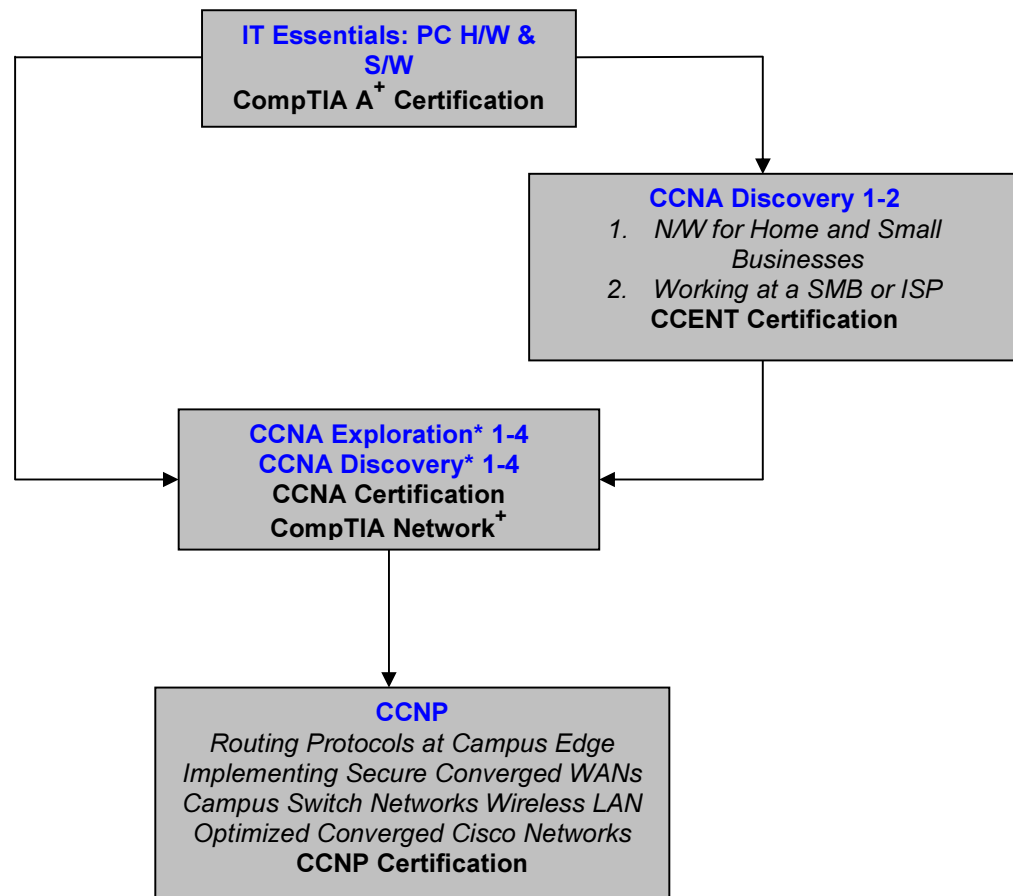 IT Essentials: PC H/W &
S/W
CompTIA A+ Certification
CCNA Discovery 1-2
1. N/W for Home and Small
Businesses
2. Working at a SMB or ISP
CCENT Certification
CCNA Exploration* 1-4
CCNA Discovery* 1-4
CCNA Certification
CompTIA Network+
CCNP
Routing Protocols at Campus Edge
Implementing Secure Converged WANs
Campus Switch Networks Wireless LAN
Optimized Converged Cisco Networks
CCNP Certification